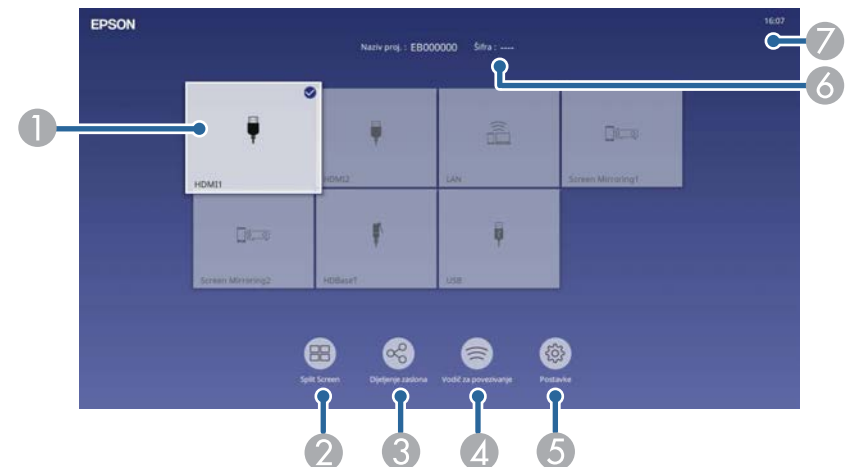 EPSON
16:07
Naziv proj. : EB000000 Šifra : ----
7
6
1
HDMI1
HDMI2
LAN
Screen Mirroring1
Screen Mirroring2
HDBaseT
USB
Split Screen
Dijeljenje zaslona
Vodič za povezivanje
Postavke
2
3
4
5